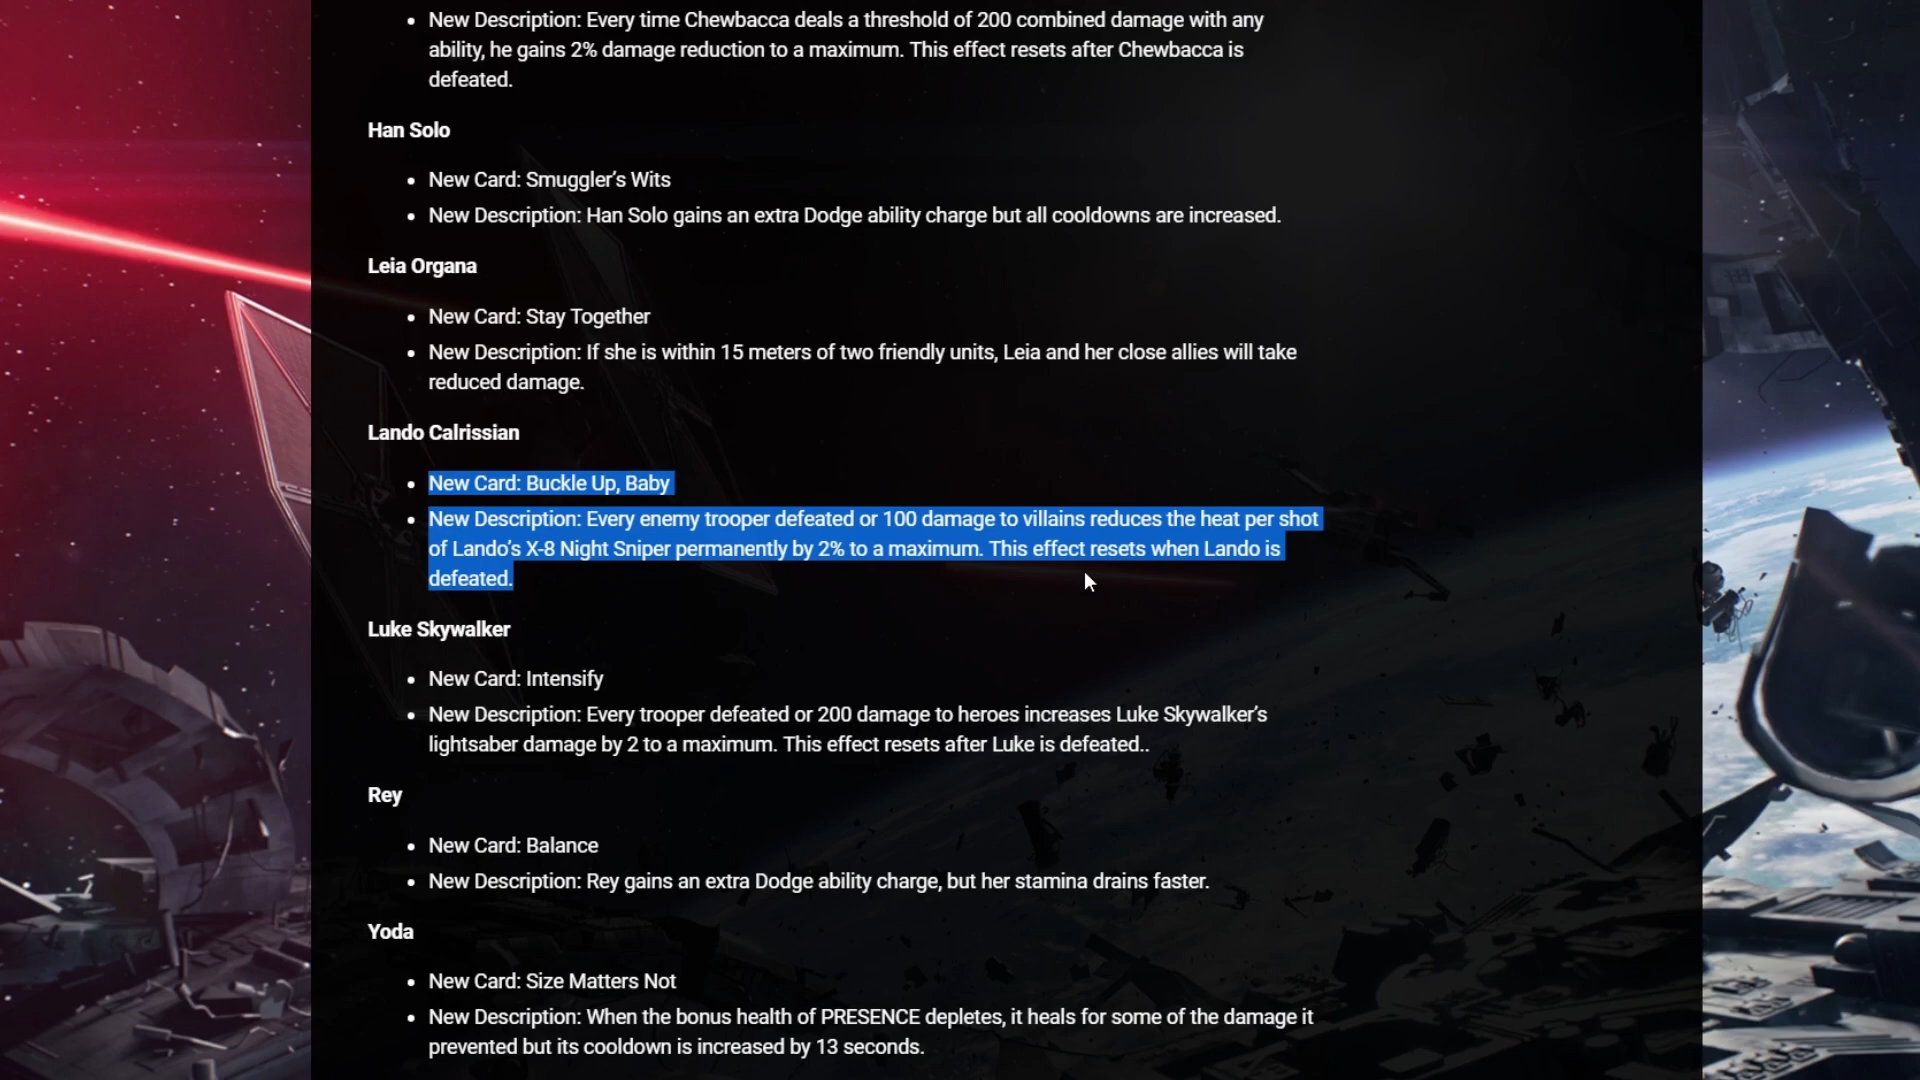 New Description: Every time Chewbacca deals a threshold of 200 combined damage with any
ability, he gains 2% damage reduction to a maximum. This effect resets after Chewbacca is
defeated.
Han Solo
New Card: Smuggler’s Wits
New Description: Han Solo gains an extra Dodge ability charge but all cooldowns are increased.
Leia Organa
New Card: Stay Together
New Description: If she is within 15 meters of two friendly units, Leia and her close allies will take
reduced damage.
Lando Calrissian
New Card: Buckle Up, Baby
New Description: Every enemy trooper defeated or 100 damage to villains reduces the heat per shot
of Lando’s X-8 Night Sniper permanently by 2% to a maximum. This effect resets when Lando is
defeated.
Luke Skywalker
New Card: Intensify
New Description: Every trooper defeated or 200 damage to heroes increases Luke Skywalker’s
lightsaber damage by 2 to a maximum. This effect resets after Luke is defeated..
Rey
New Card: Balance
New Description: Rey gains an extra Dodge ability charge, but her stamina drains faster.
Yoda
New Card: Size Matters Not
New Description: When the bonus health of PRESENCE depletes, it heals for some of the damage it
prevented but its cooldown is increased by 13 seconds.